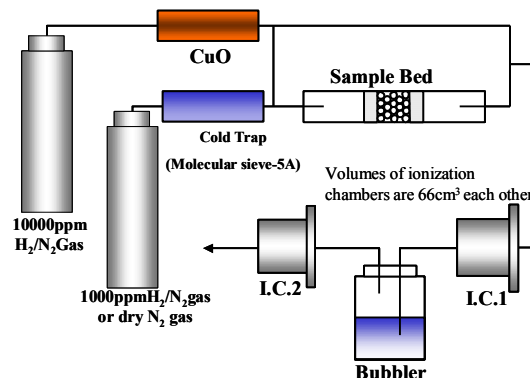 CuO
Sample Bed
Cold Trap
(Molecular sieve-5A)
Volumes of ionization
chambers are 66cm³ each other
10000ppm
H₂/N₂Gas
1000ppmH₂/N₂gas
or dry N₂ gas
I.C.2
I.C.1
Bubbler